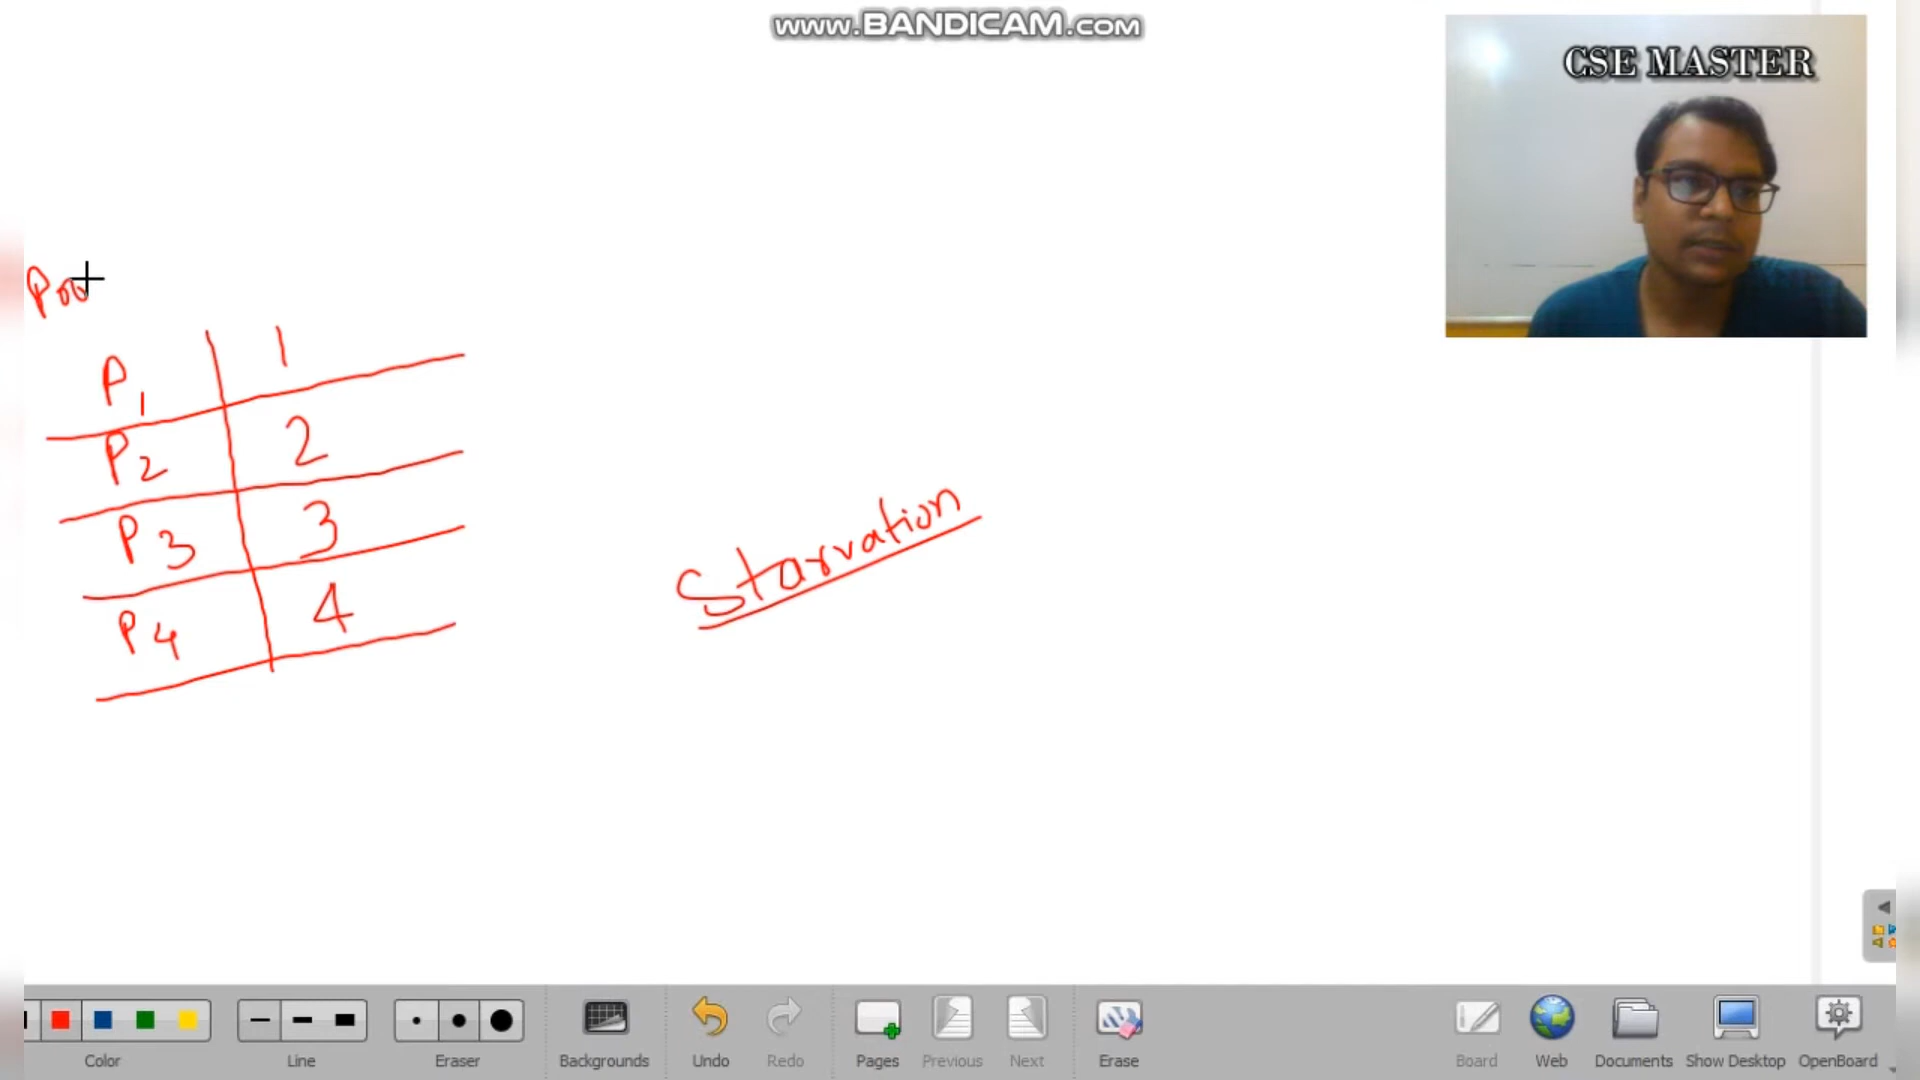 www.BANDICAM.com
CSE MASTER
P1 1
P2 2
P3 3
P4 4
Starvation
Color
Line
Eraser
Backgrounds
Undo
Redo
Pages
Previous
Next
Erase
Board
Web
Documents
Show Desktop
OpenBoard